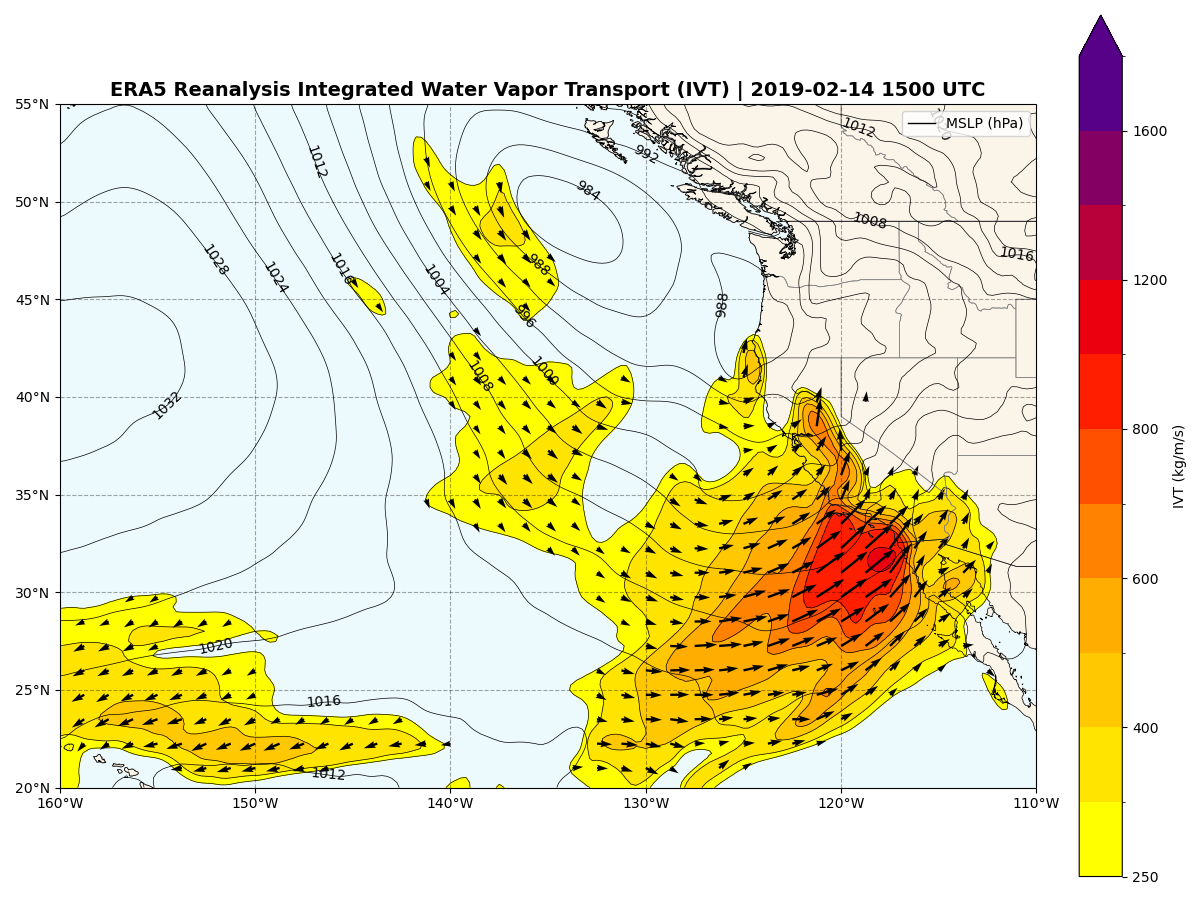 ERA5 Reanalysis Integrated Water Vapor Transport (IVT) | 2019-02-14 1500 UTC
MSLP (hPa)
55°N
50°N
45°N
40°N
35°N
30°N
25°N
20°N
160°W
150°W
140°W
130°W
120°W
110°W
1012
992
1012
984
1008
1028
1024
1016
1004
988
1016
988
996
1008
1000
1032
1020
1016
1012
1600
1200
800
600
400
250
IVT (kg/m/s)